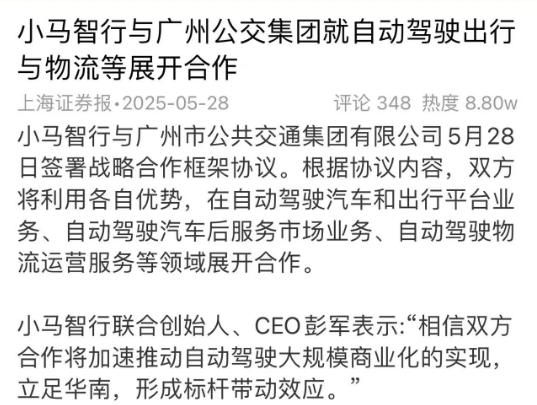 小马智行与广州公交集团就自动驾驶出行
与物流等展开合作
上海证券报•2025-05-28 评论 348 热度 8.80w
小马智行与广州市公共交通集团有限公司5月28
日签署战略合作框架协议。根据协议内容，双方
将利用各自优势，在自动驾驶汽车和出行平台业
务、自动驾驶汽车后服务市场业务、自动驾驶物
流运营服务等领域展开合作。
小马智行联合创始人、CEO彭军表示:“相信双方
合作将加速推动自动驾驶大规模商业化的实现，
立足华南，形成标杆带动效应。”